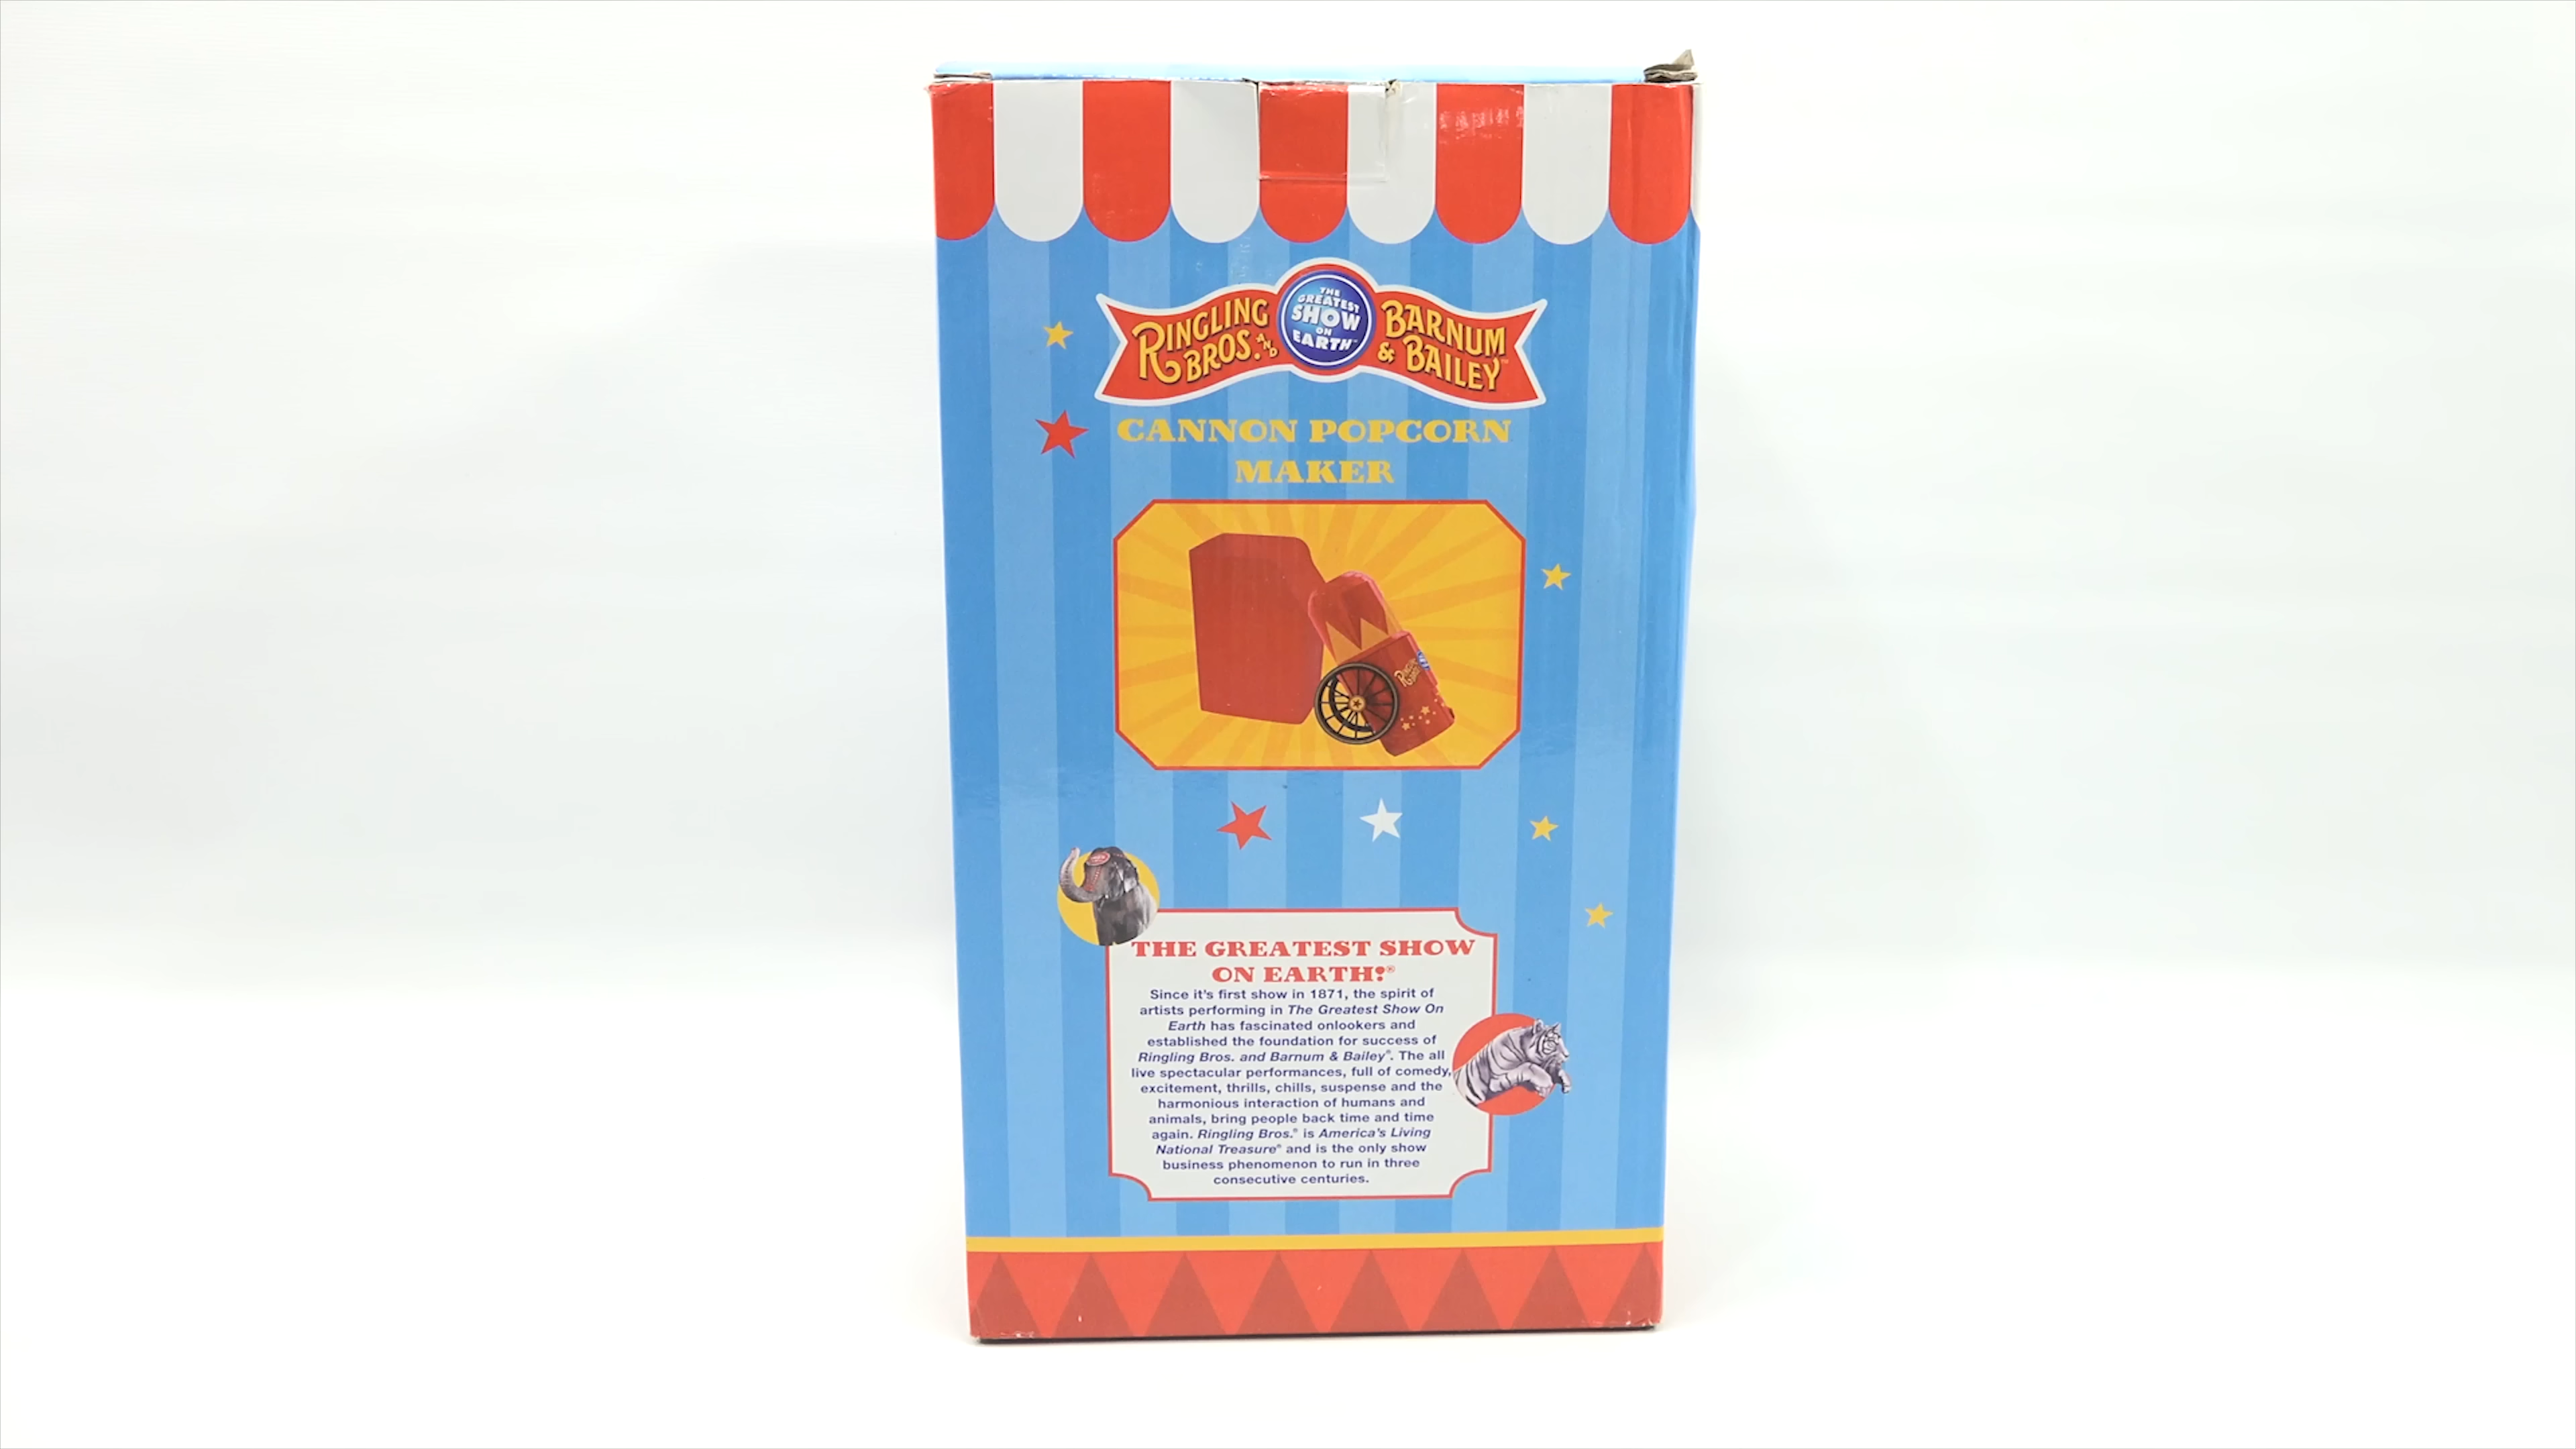 THE
GREATEST
SHOW
ON
EARTH™
RINGLING
BROS. AND
BARNUM
& BAILEY™
CANNON POPCORN
MAKER
THE GREATEST SHOW
ON EARTH!®
Since it's first show in 1871, the spirit of
artists performing in The Greatest Show On
Earth has fascinated onlookers and
established the foundation for success of
Ringling Bros. and Barnum & Bailey®. The all
live spectacular performances, full of comedy,
excitement, thrills, chills, suspense and the
harmonious interaction of humans and
animals, bring people back time and time
again. Ringling Bros.® is America's Living
National Treasure® and is the only show
business phenomenon to run in three
consecutive centuries.